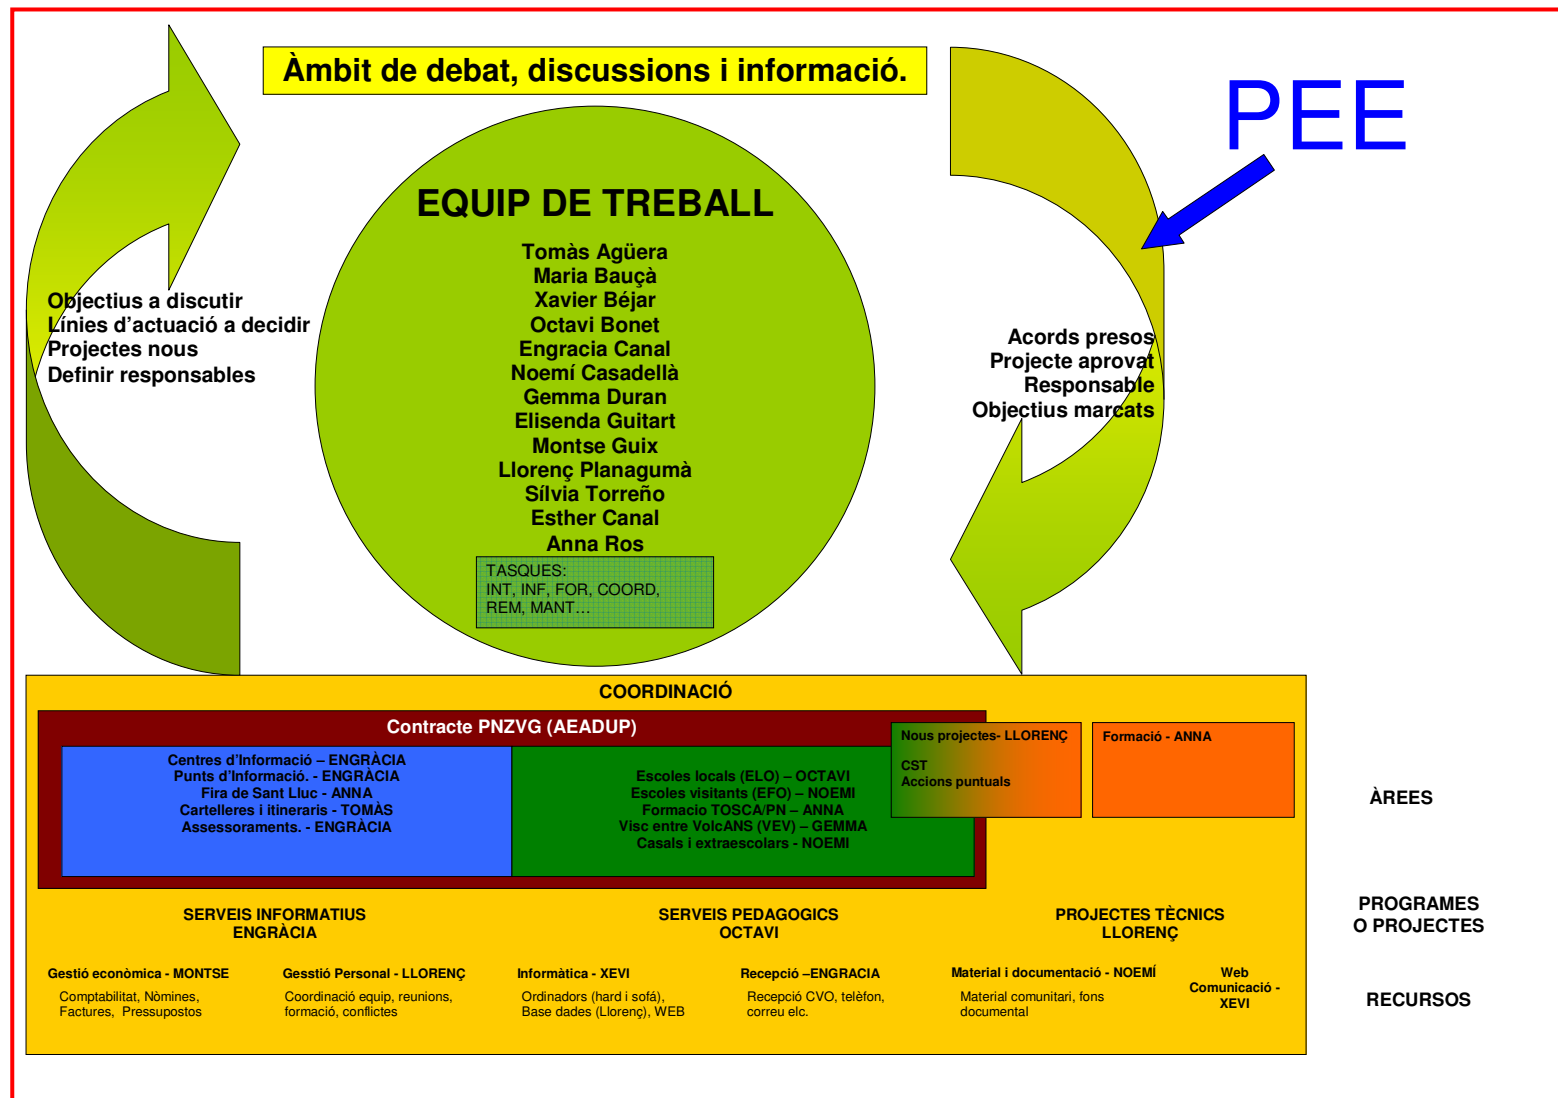 Àmbit de debat, discussions i informació.
PEE
EQUIP DE TREBALL
Tomàs Agüera
Maria Bauçà
Xavier Béjar
Octavi Bonet
Engracia Canal
Noemí Casadellà
Gemma Duran
Elisenda Guitart
Montse Guix
Llorenç Planagumà
Sílvia Torreño
Esther Canal
Anna Ros
TASQUES:
INT, INF, FOR, COORD,
REM, MANT…
Objectius a discutir
Línies d'actuació a decidir
Projectes nous
Definir responsables
Acords presos
Projecte aprovat
Responsable
Objectius marcats
COORDINACIÓ
Contracte PNZVG (AEADUP)
Centres d'Informació – ENGRÀCIA
Punts d'Informació. - ENGRÀCIA
Fira de Sant Lluc - ANNA
Cartelleres i itineraris - TOMÀS
Assessoraments. - ENGRÀCIA
Escoles locals (ELO) – OCTAVI
Escoles visitants (EFO) – NOEMI
Formacio TOSCA/PN – ANNA
Visc entre VolcANS (VEV) – GEMMA
Casals i extraescolars - NOEMI
Nous projectes- LLORENÇ
CST
Accions puntuals
Formació - ANNA
ÀREES
SERVEIS INFORMATIUS
ENGRÀCIA
SERVEIS PEDAGOGICS
OCTAVI
PROJECTES TÈCNICS
LLORENÇ
PROGRAMES
O PROJECTES
Gestió econòmica - MONTSE
Comptabilitat, Nòmines,
Factures, Pressupostos
Gesstió Personal - LLORENÇ
Coordinació equip, reunions,
formació, conflictes
Informàtica - XEVI
Ordinadors (hard i sofá),
Base dades (Llorenç), WEB
Recepció –ENGRACIA
Recepció CVO, telèfon,
correu elc.
Material i documentació - NOEMÍ
Material comunitari, fons
documental
Web
Comunicació -
XEVI
RECURSOS